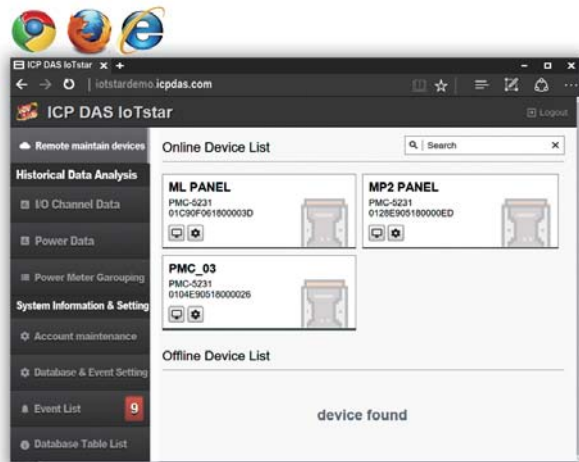 ICP DAS IoTstar
iotstardemo.icpdas.com
ICP DAS IoTstar
Logout
Remote maintain devices
Historical Data Analysis
I/O Channel Data
Power Data
Power Meter Garouping
System Information & Setting
Account maintenance
Database & Event Setting
Event List
9
Database Table List
Online Device List
Search
ML PANEL
PMC-5231
01C90F061800003D
MP2 PANEL
PMC-5231
0128E905180000ED
PMC_03
PMC-5231
0104E90518000026
Offline Device List
device found